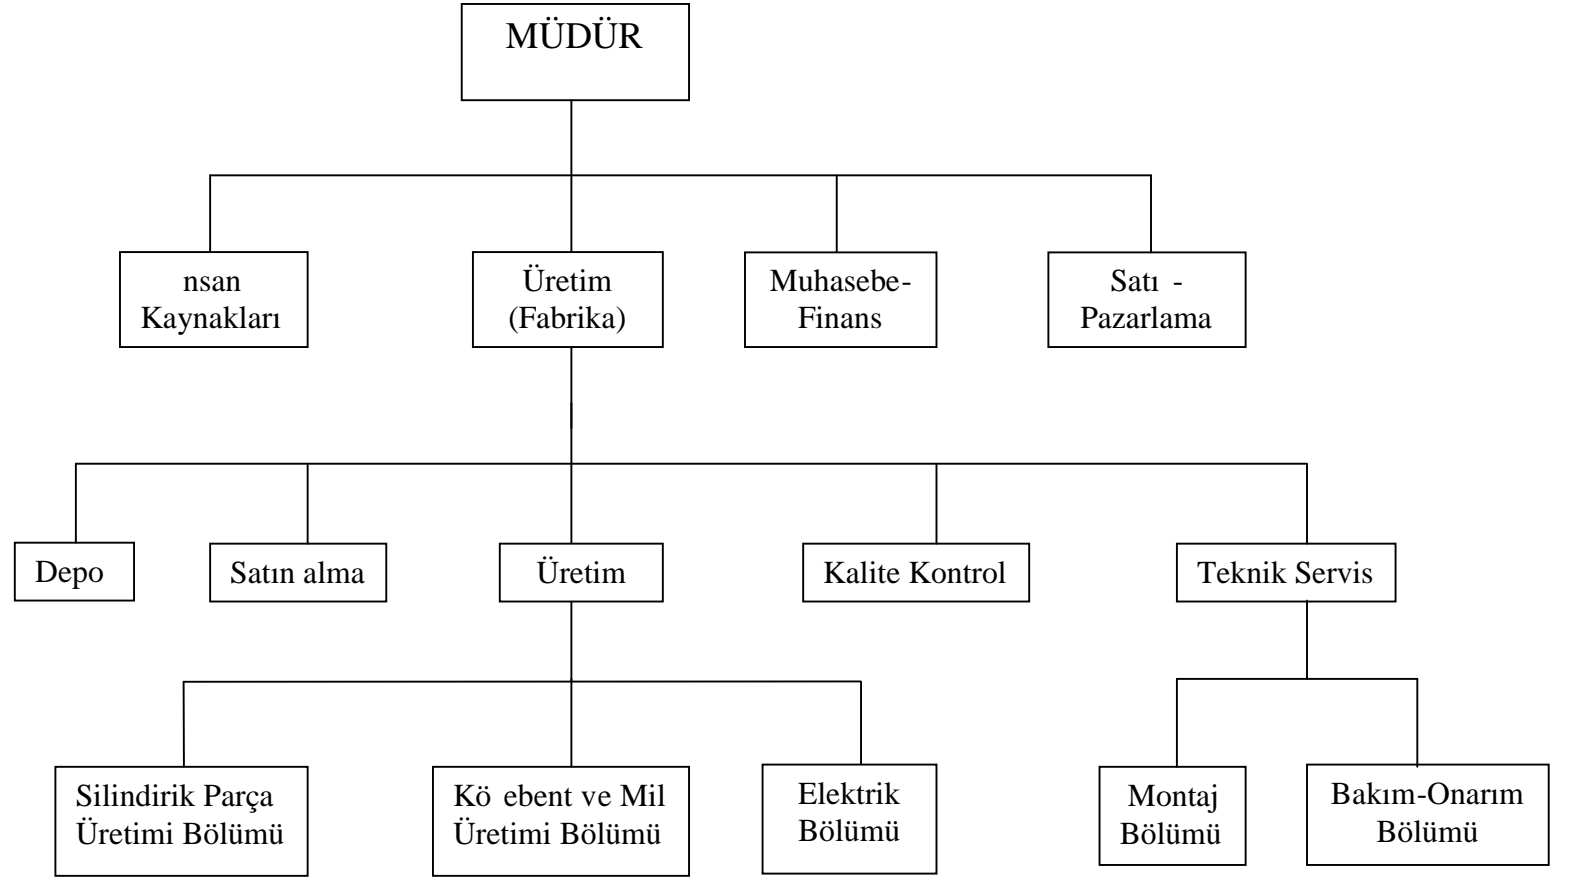 MÜDÜR
nsan
Kaynakları
Üretim
(Fabrika)
Muhasebe-
Finans
Satı -
Pazarlama
Depo
Satın alma
Üretim
Kalite Kontrol
Teknik Servis
Silindirik Parça
Üretimi Bölümü
Kö ebent ve Mil
Üretimi Bölümü
Elektrik
Bölümü
Montaj
Bölümü
Bakım-Onarım
Bölümü